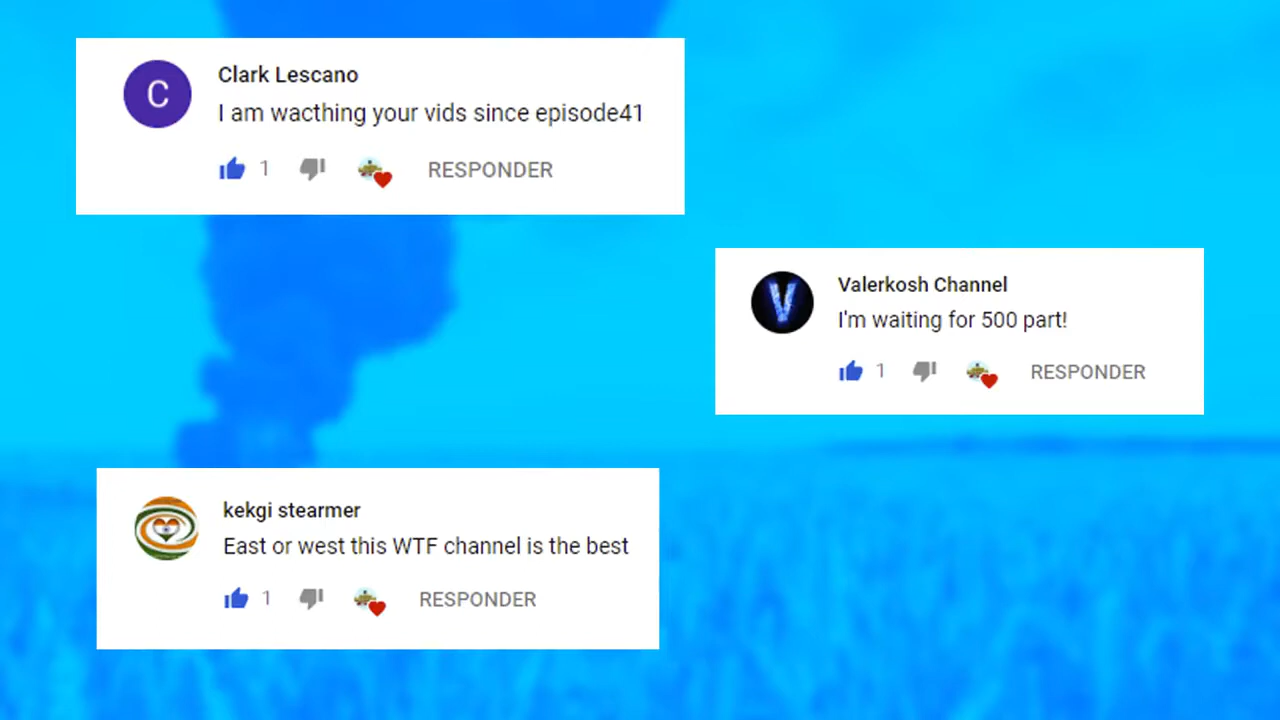 C
Clark Lescano
I am wacthing your vids since episode41
1
RESPONDER
V
Valerkosh Channel
I'm waiting for 500 part!
1
RESPONDER
kekgi stearmer
East or west this WTF channel is the best
1
RESPONDER